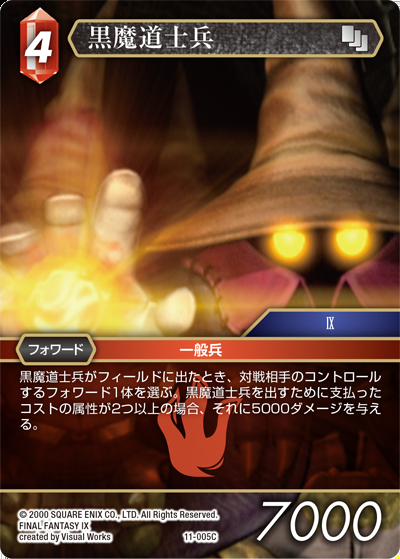 4
黒魔道士兵
IX
フォワード
一般兵
黒魔道士兵がフィールドに出たとき、対戦相手のコントロール
するフォワード1体を選ぶ。黒魔道士兵を出すために支払った
コストの属性が2つ以上の場合、それに5000ダメージを与え
る。
© 2000 SQUARE ENIX CO., LTD. All Rights Reserved.
FINAL FANTASY IX
created by Visual Works
11-005C
7000